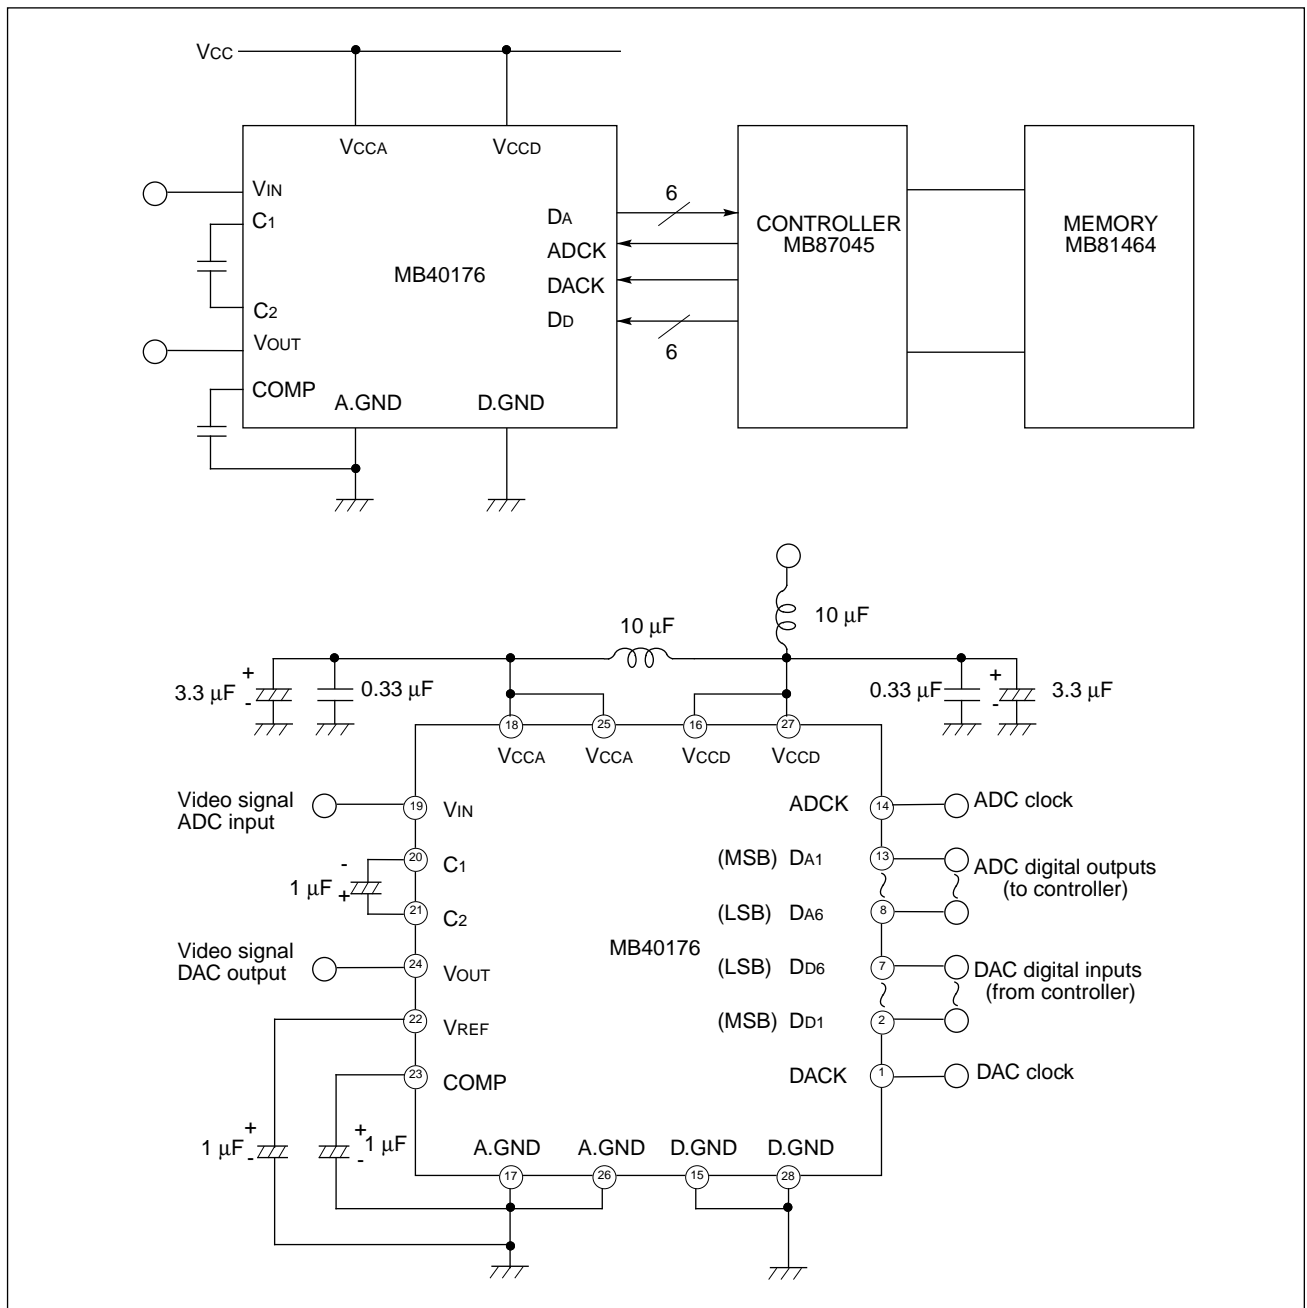 VCC
VCCA VCCD
VIN
C1
C2
VOUT
COMP
A.GND D.GND
MB40176
DA
ADCK
DACK
DD
6
6
CONTROLLER
MB87045
MEMORY
MB81464
10 µF
10 µF
+
3.3 µF
-
0.33 µF
0.33 µF
+
-
3.3 µF
18 25 16 27
VCCA VCCA VCCD VCCD
Video signal
ADC input
19 VIN
20 C1
-
1 µF
+
21 C2
Video signal
DAC output
24 VOUT
22 VREF
23 COMP
MB40176
ADCK 14 ADC clock
(MSB) DA1 13
ADC digital outputs
(to controller)
(LSB) DA6 8
(LSB) DD6 7
DAC digital inputs
(from controller)
(MSB) DD1 2
DACK 1 DAC clock
+
1 µF
-
+
1 µF
-
A.GND A.GND D.GND D.GND
17 26 15 28